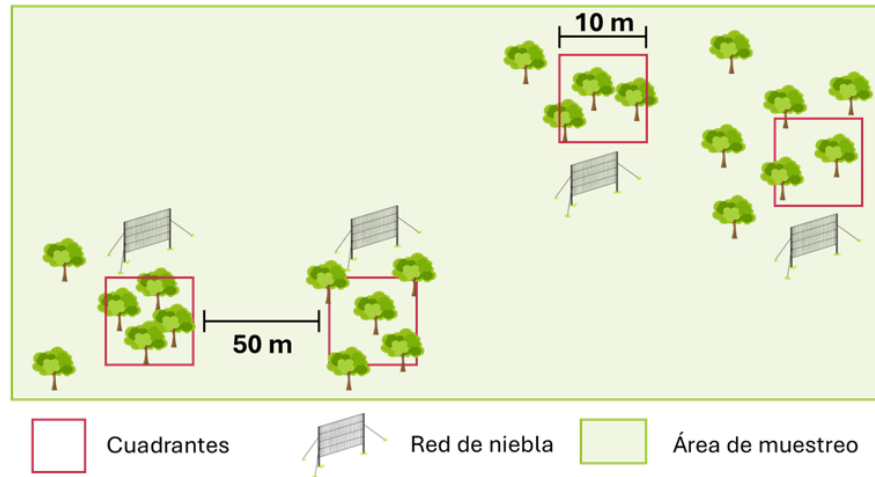 10 m
50 m
Cuadrantes
Red de niebla
Área de muestreo